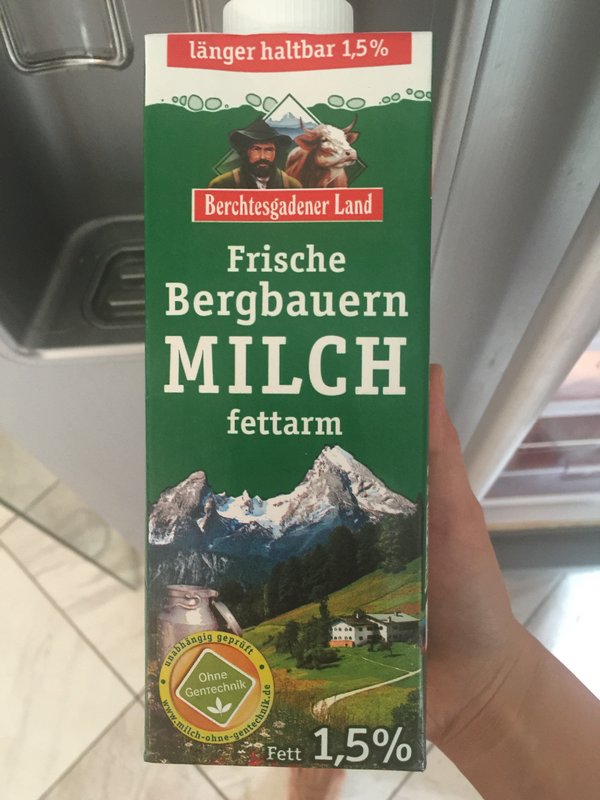 länger haltbar 1,5%
Berchtesgadener Land
Frische
Bergbauern
MILCH
fettarm
unabhängig geprüft
Ohne
GenTechnik
www.milch-ohne-gentechnik.de
Fett 1,5%